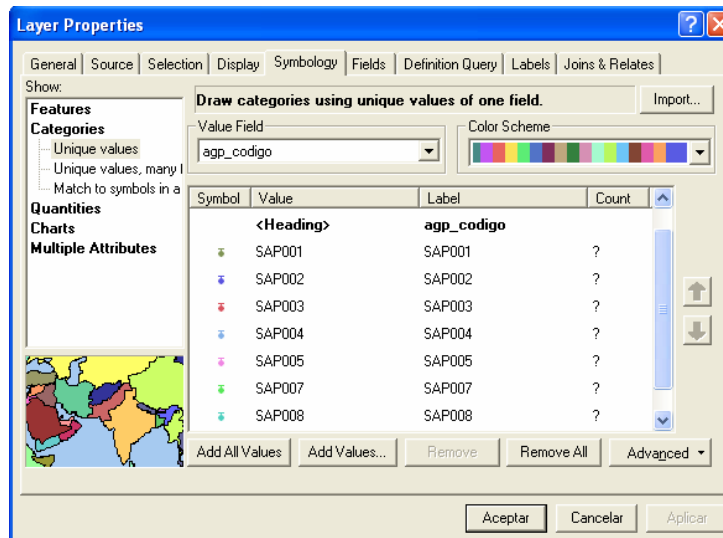 Layer Properties
General Source Selection Display Symbology Fields Definition Query Labels Joins & Relates
Show:
Features
Categories
Unique values
Unique values, many
Match to symbols in a
Quantities
Charts
Multiple Attributes
Draw categories using unique values of one field.
Import...
Value Field
agp_codigo
Color Scheme
Symbol Value Label Count
<Heading> agp_codigo
SAP001 SAP001 ?
SAP002 SAP002 ?
SAP003 SAP003 ?
SAP004 SAP004 ?
SAP005 SAP005 ?
SAP007 SAP007 ?
SAP008 SAP008 ?
Add All Values Add Values... Remove Remove All Advanced
Aceptar Cancelar Aplicar